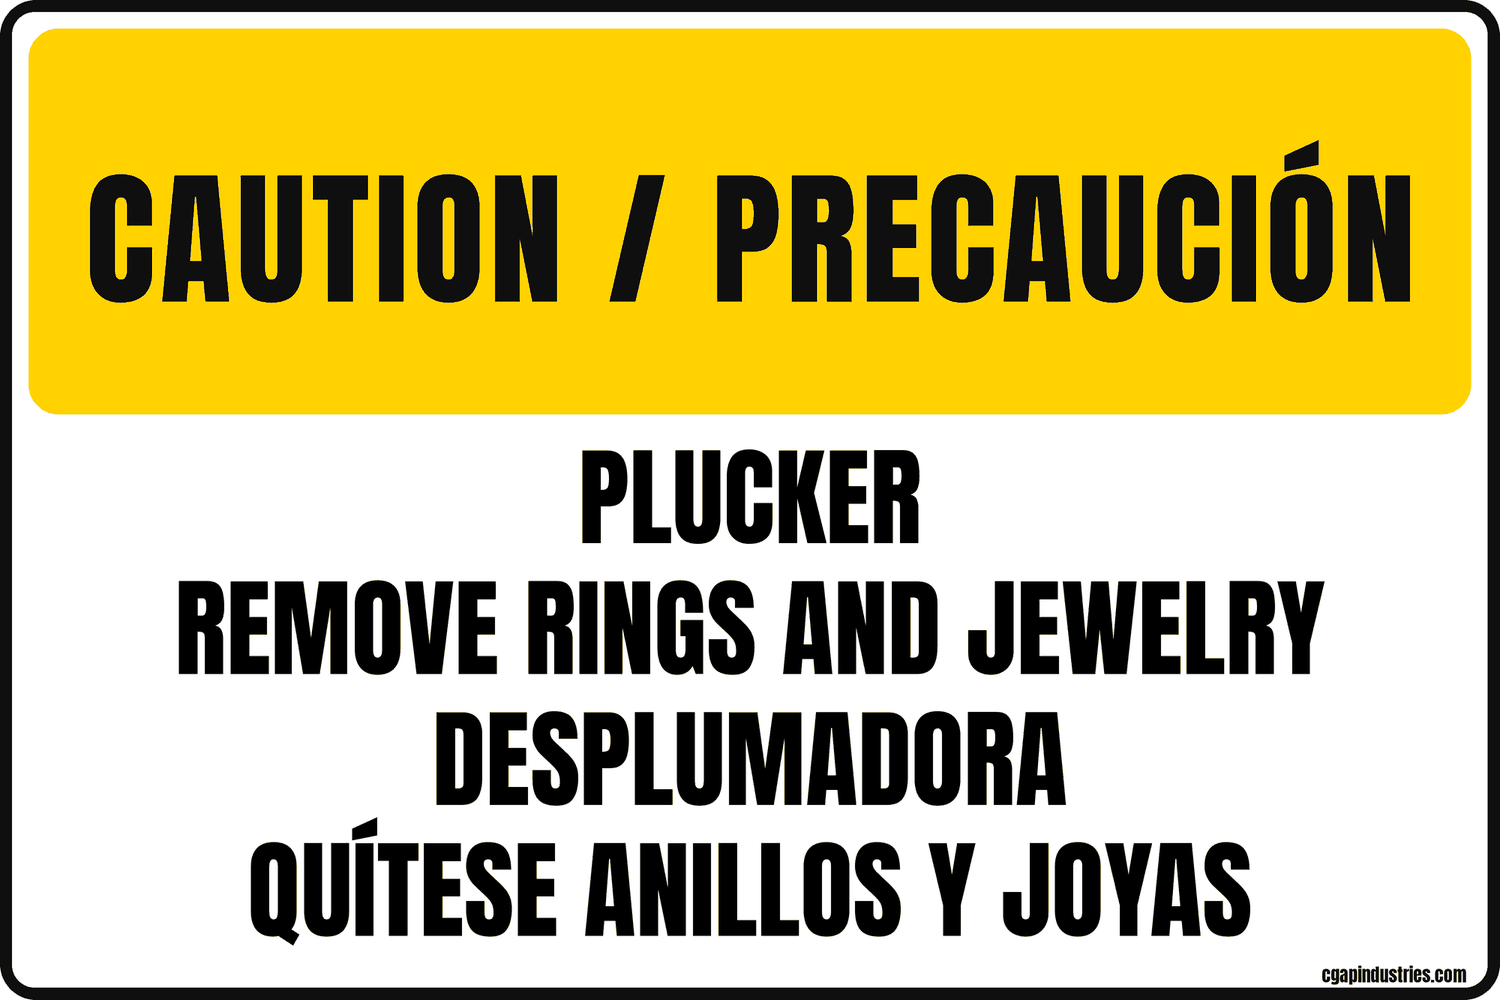 CAUTION / PRECAUCIÓN
PLUCKER
REMOVE RINGS AND JEWELRY
DESPLUMADORA
QUÍTESE ANILLOS Y JOYAS
cgapindustries.com